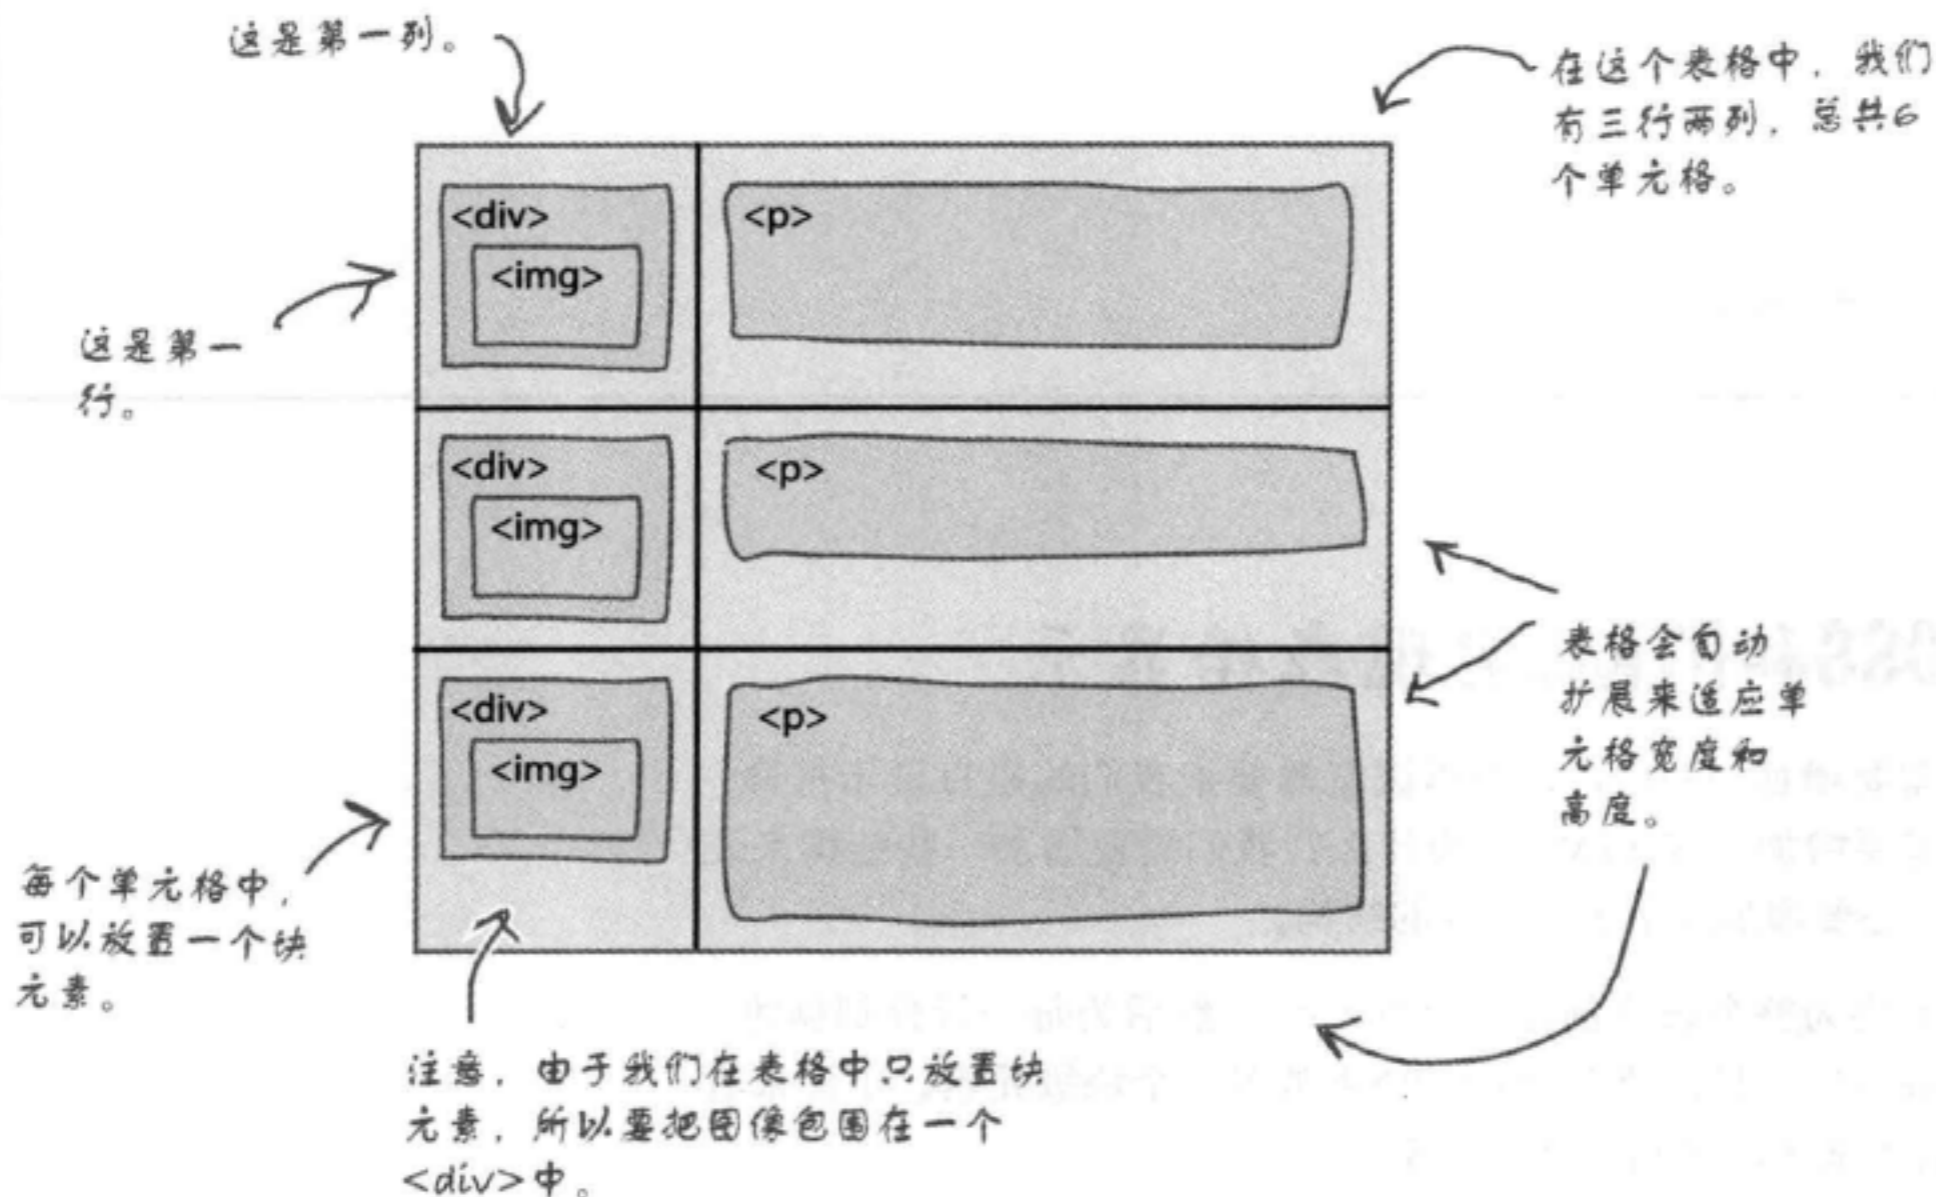 这是第一列。
在这个表格中，我们
有三行两列，总共6
个单元格。
<div>
<img>
<p>
这是第一
行。
<div>
<img>
<p>
表格会自动
扩展来适应单
元格宽度和
高度。
<div>
<img>
<p>
每个单元格中，
可以放置一个块
元素。
注意，由于我们在表格中只放置块
元素，所以要把图像包围在一个
<div>中。